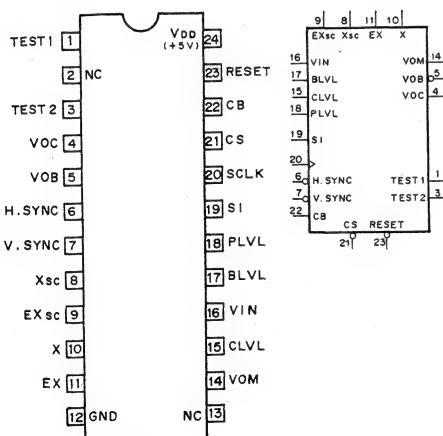 TEST1 1
2 NC
TEST2 3
VOC 4
VOB 5
H.SYNC 6
V.SYNC 7
Xsc 8
EXsc 9
X 10
EX 11
12 GND
VDD 24
(+5V)
23 RESET
22 CB
21 CS
20 SCLK
19 SI
18 PLVL
17 BLVL
16 VIN
15 CLVL
14 VOM
NC 13
9 8 11 10
EXsc Xsc EX X
16 VIN VOM 14
17 BLVL VOB 5
15 CLVL VOC 4
18 PLVL
19 SI
20
6 H.SYNC TEST1 1
7 V.SYNC TEST2 3
22 CB
CS RESET
21 23